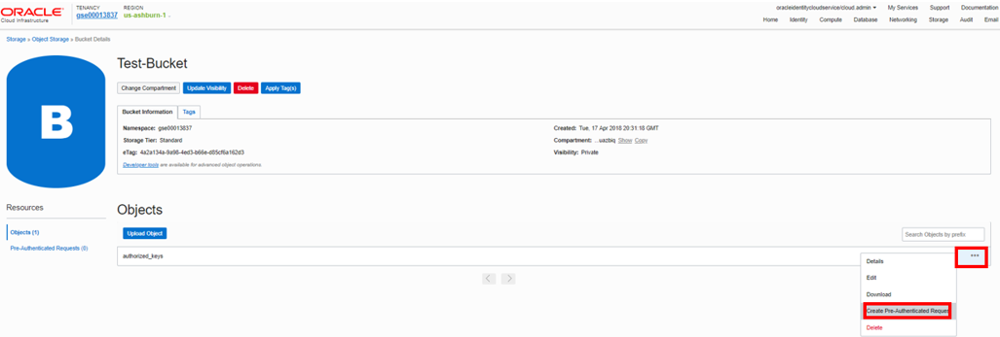 ORACLE
Cloud Infrastructure
TENANCY
gse00013837
REGION
us-ashburn-1
oracleidentitycloudservice/cloud admin
My Services
Support
Documentation
Home
Identity
Compute
Database
Networking
Storage
Audit
Email
Storage » Object Storage » Bucket Details
B
Test-Bucket
Change Compartment
Update Visibility
Delete
Apply Tag(s)
Bucket Information
Tags
Namespace: gse00013837
Created: Tue, 17 Apr 2018 20:31:18 GMT
Storage Tier: Standard
Compartment: ...uazbiq Show Copy
eTag: 4a2a134a-9a98-4ed3-b66e-d85cf6a162d3
Visibility: Private
Developer tools are available for advanced object operations.
Resources
Objects (1)
Pre-Authenticated Requests (0)
Objects
Upload Object
Search Objects by prefix
authorized_keys
•••
Details
Edit
Download
Create Pre-Authenticated Reques
Delete